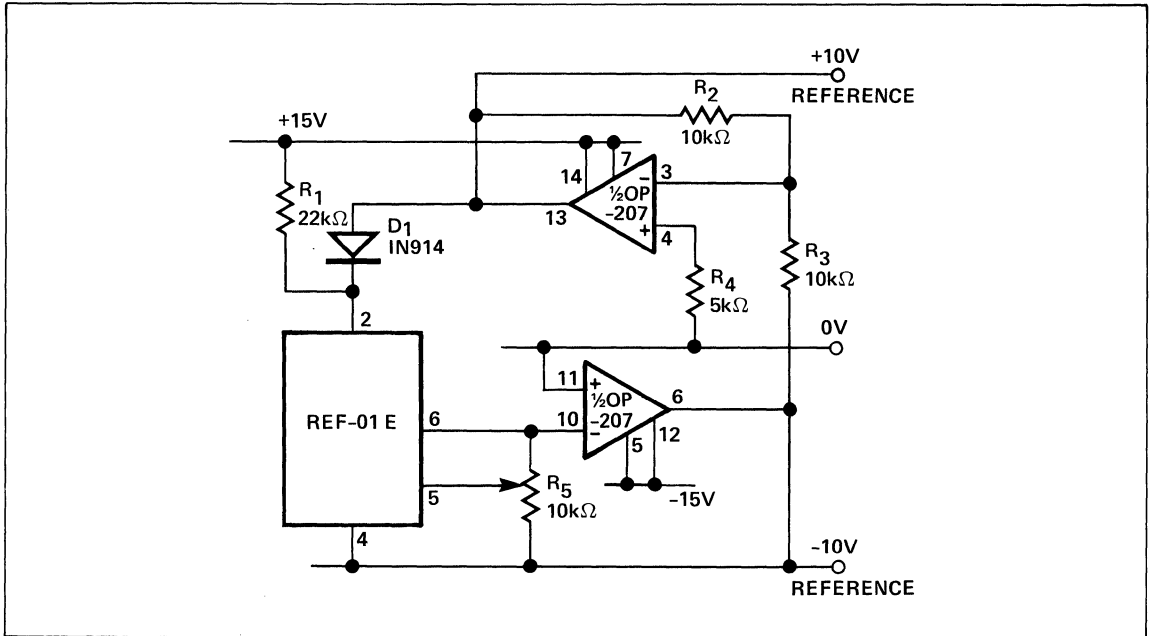 +10V
REFERENCE
R2
10kΩ
+15V
14
7
−
3
½OP
−207
+
4
13
R1
22kΩ
D1
IN914
R3
10kΩ
R4
5kΩ
0V
2
11
+
½OP
−207
10
−
6
12
5
−15V
REF−01 E
6
5
R5
10kΩ
4
−10V
REFERENCE